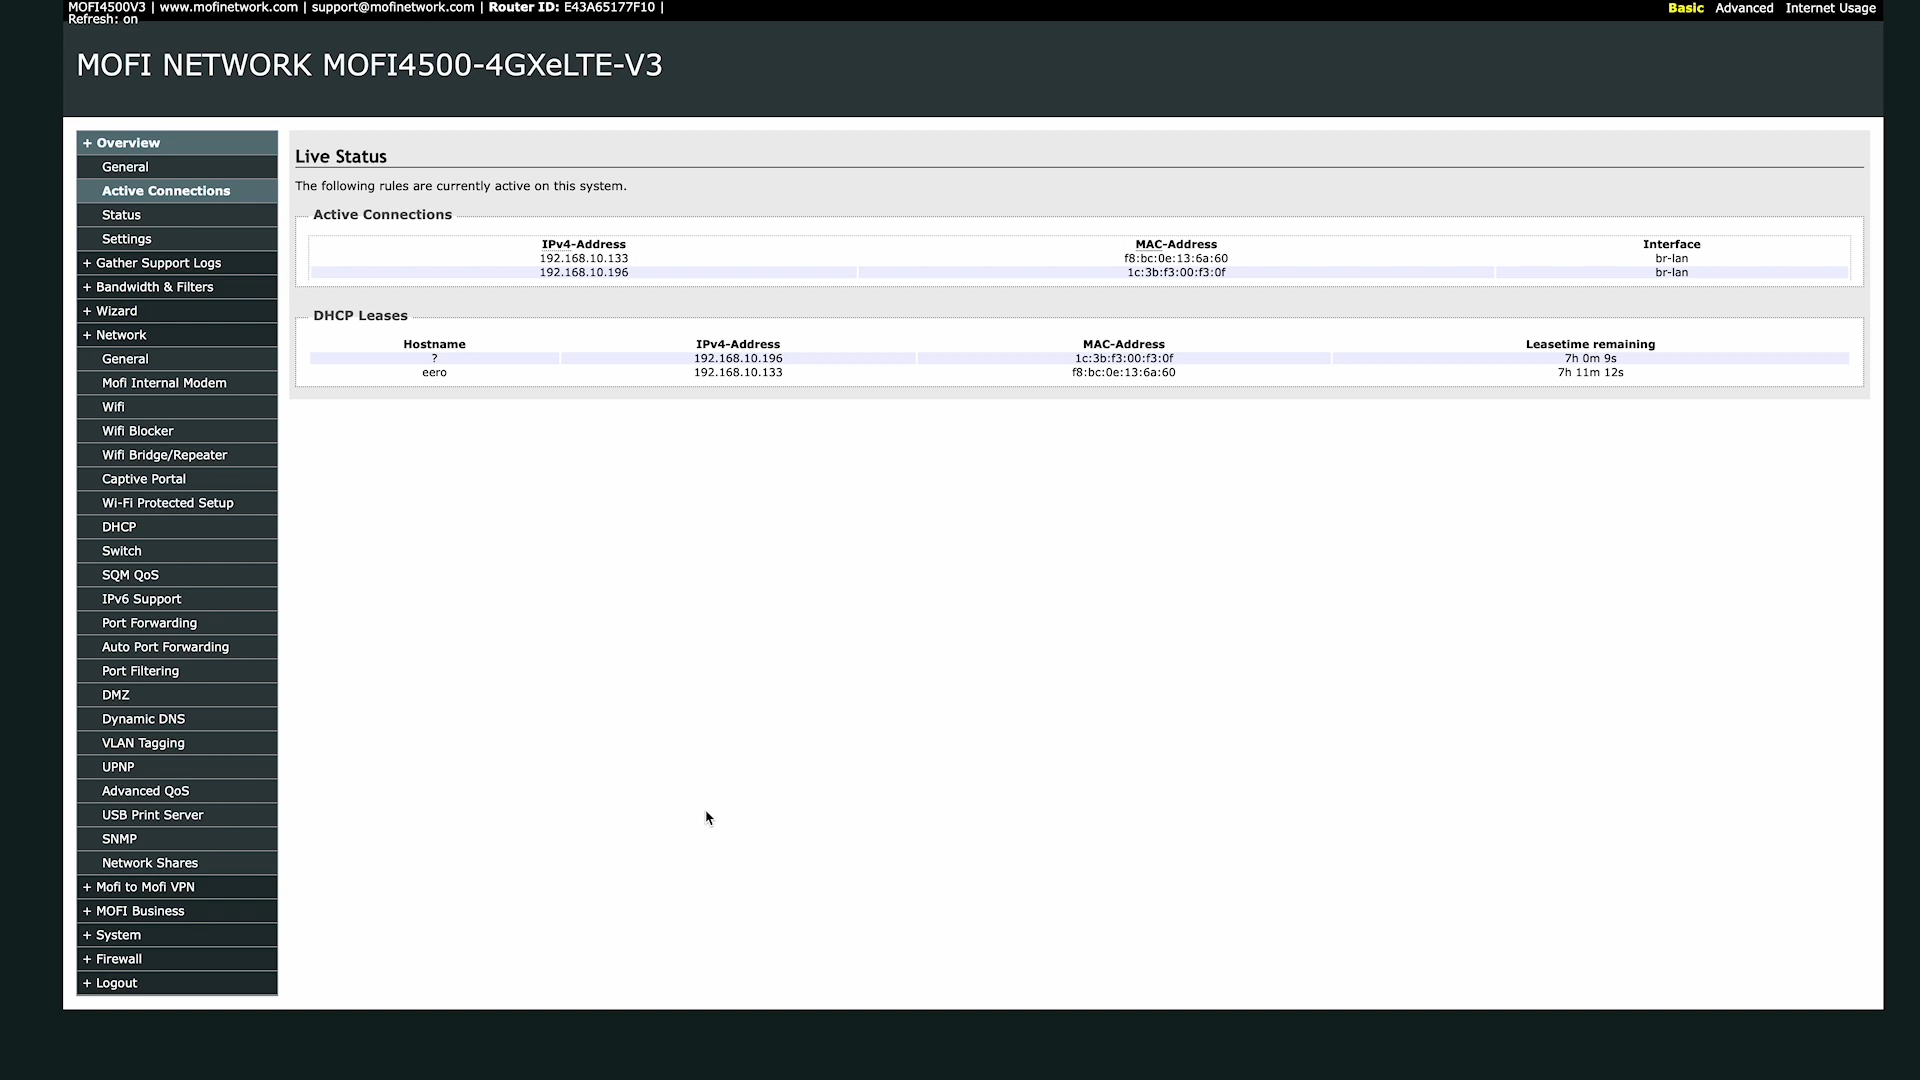 MOFI4500V3 | www.mofinetwork.com | support@mofinetwork.com | Router ID: E43A65177F10 |
Refresh: on
Basic Advanced Internet Usage
MOFI NETWORK MOFI4500-4GXeLTE-V3
+ Overview
General
Active Connections
Status
Settings
+ Gather Support Logs
+ Bandwidth & Filters
+ Wizard
+ Network
General
Mofi Internal Modem
Wifi
Wifi Blocker
Wifi Bridge/Repeater
Captive Portal
Wi-Fi Protected Setup
DHCP
Switch
SQM QoS
IPv6 Support
Port Forwarding
Auto Port Forwarding
Port Filtering
DMZ
Dynamic DNS
VLAN Tagging
UPNP
Advanced QoS
USB Print Server
SNMP
Network Shares
+ Mofi to Mofi VPN
+ MOFI Business
+ System
+ Firewall
+ Logout
Live Status
The following rules are currently active on this system.
Active Connections
IPv4-Address MAC-Address Interface
192.168.10.133 f8:bc:0e:13:6a:60 br-lan
192.168.10.196 1c:3b:f3:00:f3:0f br-lan
DHCP Leases
Hostname IPv4-Address MAC-Address Leasetime remaining
? 192.168.10.196 1c:3b:f3:00:f3:0f 7h 0m 9s
eero 192.168.10.133 f8:bc:0e:13:6a:60 7h 11m 12s